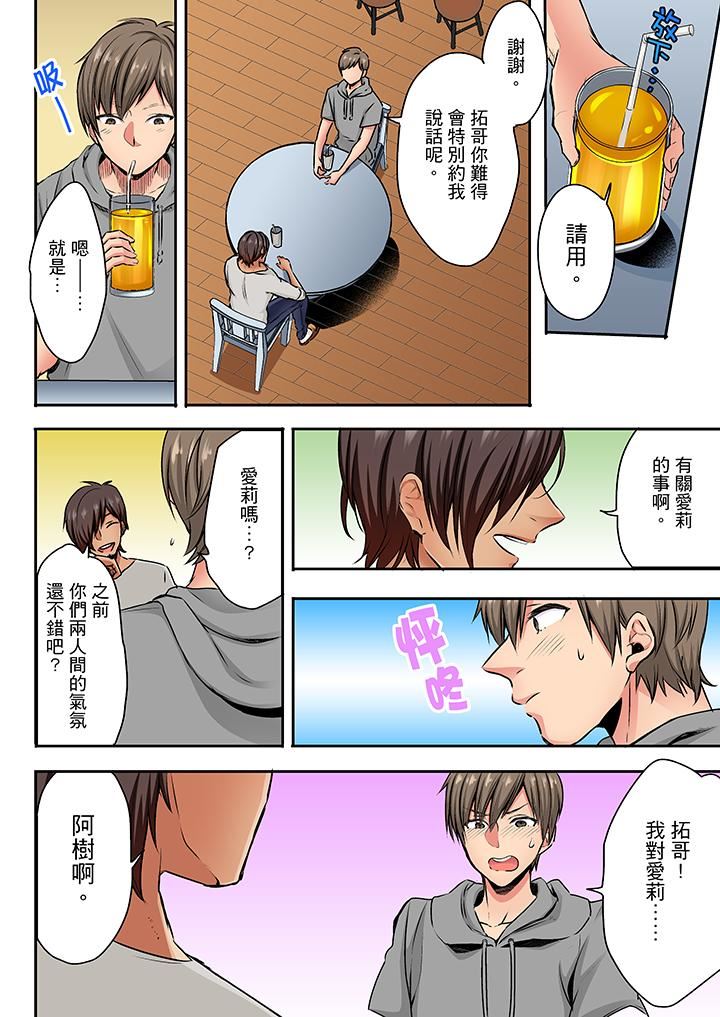 放下…
請用。
謝謝。
拓哥你難得
會特別約我
說話呢。
吸—
嗯——…
就是…
有關愛莉
的事啊。
怦咚
愛莉嗎…？
之前
你們兩人間的氣氛
還不錯吧？
拓哥！
我對愛莉……
阿樹啊。